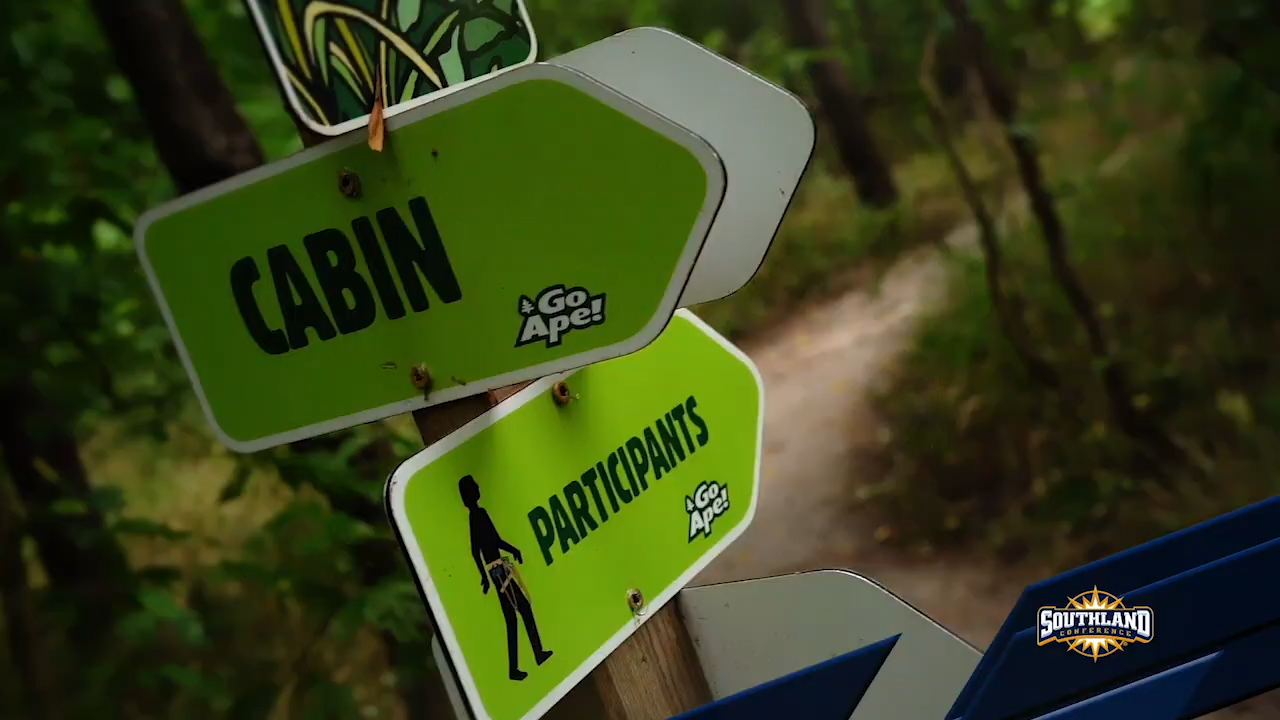 CABIN
Go
Ape!
PARTICIPANTS
Go
Ape!
SOUTHLAND
CONFERENCE